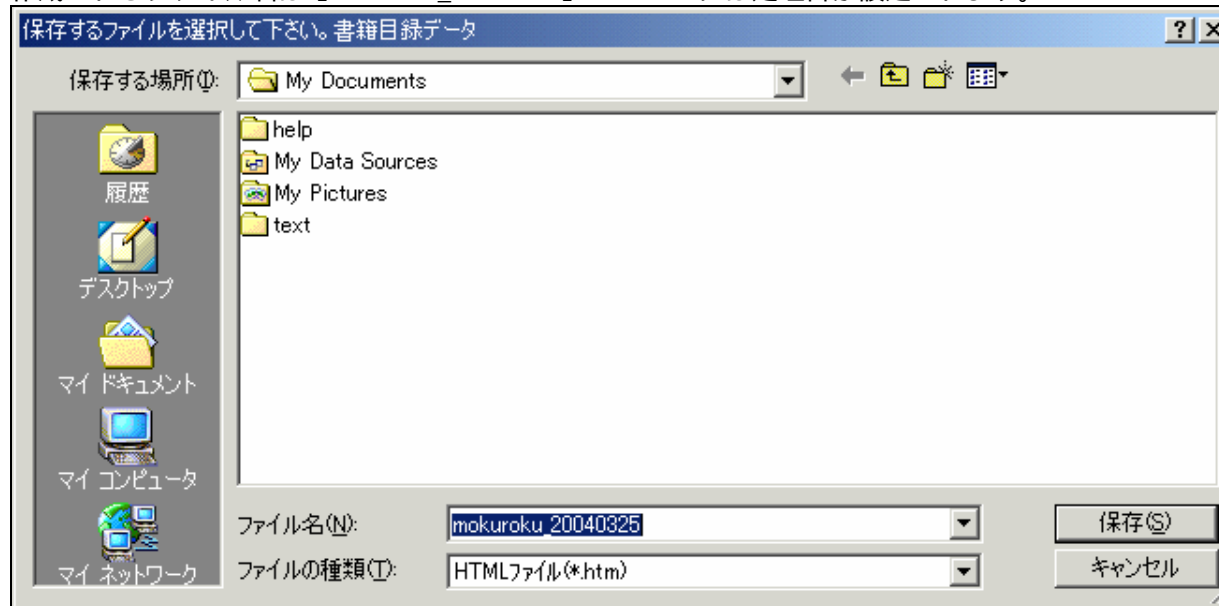 保存するファイルを選択して下さい。書籍目録データ
保存する場所(I):
My Documents
help
My Data Sources
My Pictures
text
履歴
デスクトップ
マイ ドキュメント
マイ コンピュータ
マイ ネットワーク
ファイル名(N):
mokuroku_20040325
保存(S)
ファイルの種類(T):
HTMLファイル(*.htm)
キャンセル